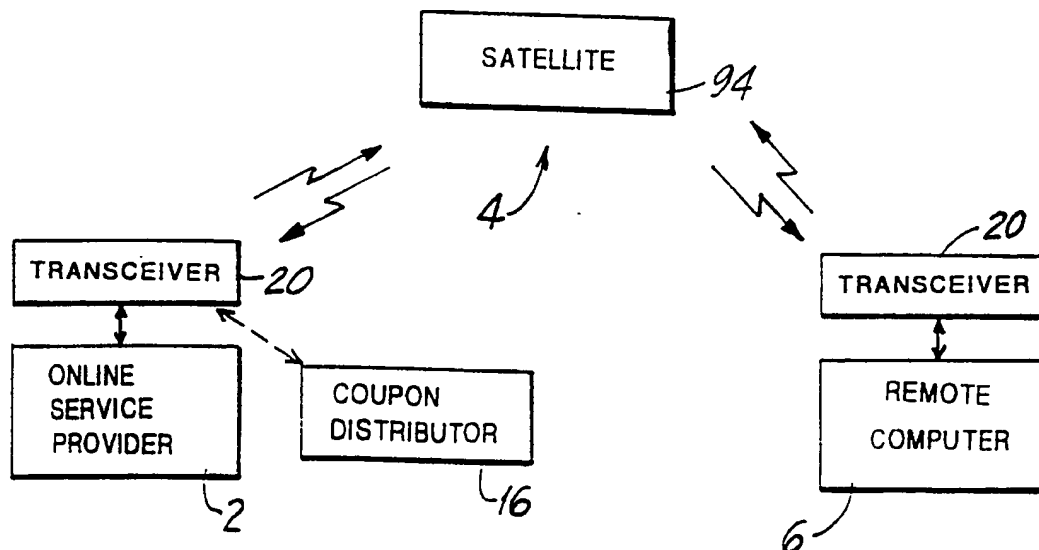 SATELLITE
94
4
TRANSCEIVER
20
20
TRANSCEIVER
ONLINE
SERVICE
PROVIDER
2
COUPON
DISTRIBUTOR
16
REMOTE
COMPUTER
6